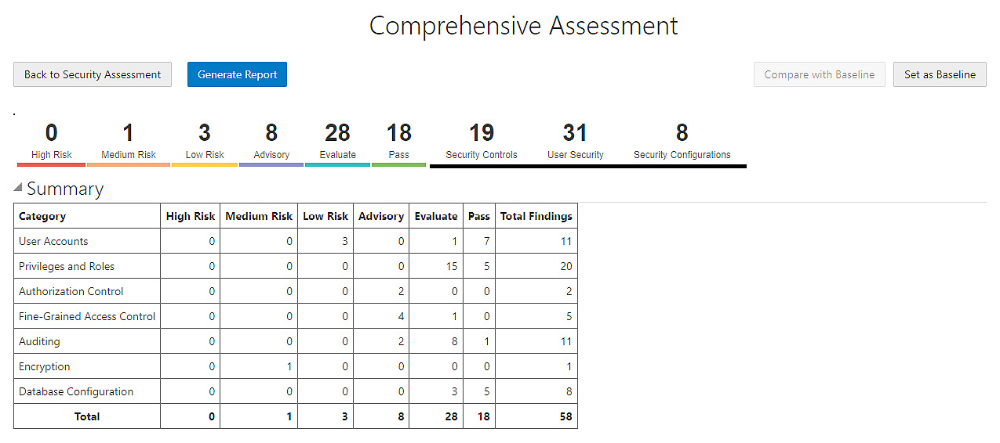 Comprehensive Assessment
Back to Security Assessment Generate Report Compare with Baseline Set as Baseline
.
0 1 3 8 28 18 19 31 8
High Risk Medium Risk Low Risk Advisory Evaluate Pass Security Controls User Security Security Configurations
Summary
Category High Risk Medium Risk Low Risk Advisory Evaluate Pass Total Findings
User Accounts 0 0 3 0 1 7 11
Privileges and Roles 0 0 0 0 15 5 20
Authorization Control 0 0 0 2 0 0 2
Fine-Grained Access Control 0 0 0 4 1 0 5
Auditing 0 0 0 2 8 1 11
Encryption 0 1 0 0 0 0 1
Database Configuration 0 0 0 0 3 5 8
Total 0 1 3 8 28 18 58